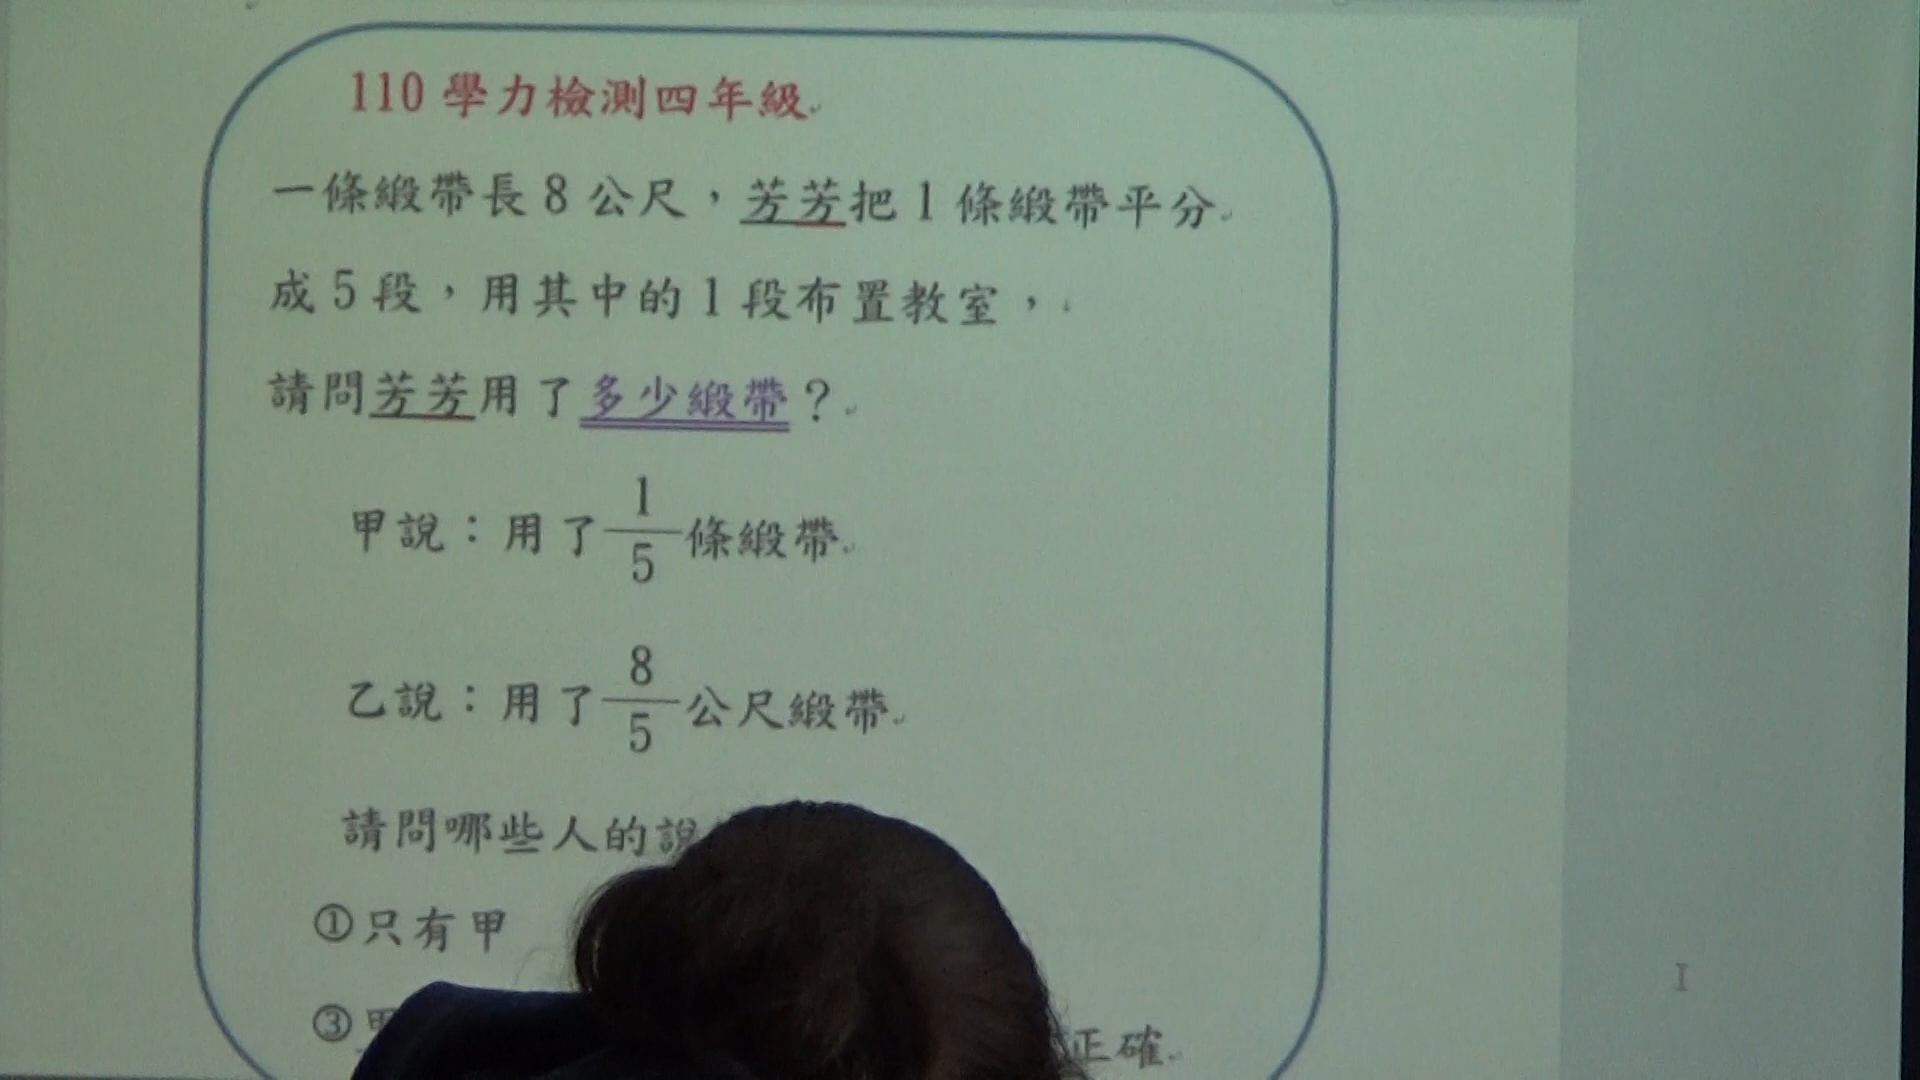 110 學力檢測四年級
一條緞帶長 8 公尺，芳芳把 1 條緞帶平分
成 5 段，用其中的 1 段布置教室，
請問芳芳用了多少緞帶？
甲說：用了 1/5 條緞帶
乙說：用了 8/5 公尺緞帶
請問哪些人的說
①只有甲
③ 正確